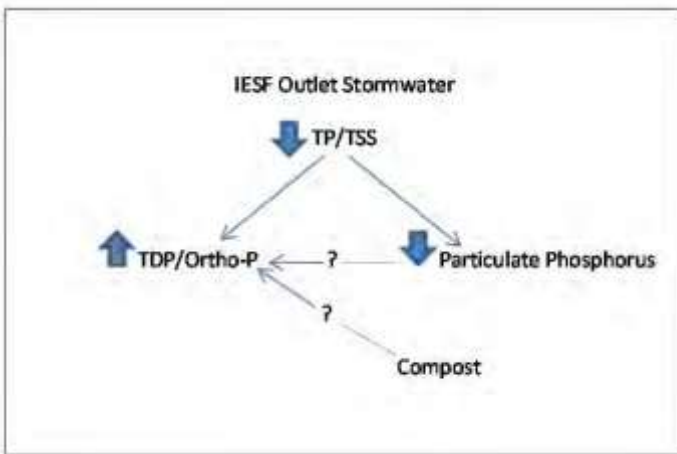 IESF Outlet Stormwater
TP/TSS
TDP/Ortho-P
?
Particulate Phosphorus
?
Compost